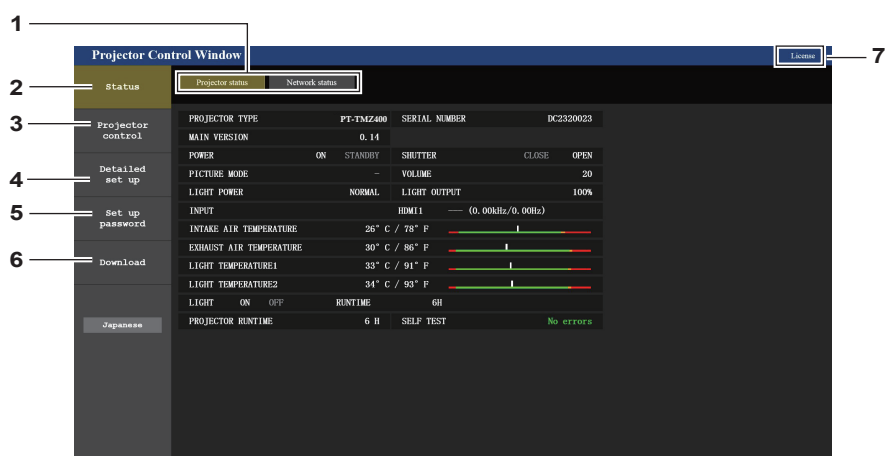 1
Projector Control Window
License
7
2
Status
Projector status
Network status
3
Projector
control
PROJECTOR TYPE PT-TMZ400 SERIAL NUMBER DC2320023
MAIN VERSION 0.14
POWER ON STANDBY SHUTTER CLOSE OPEN
4
Detailed
set up
PICTURE MODE - VOLUME 20
LIGHT POWER NORMAL LIGHT OUTPUT 100%
5
Set up
password
INPUT HDMI1 --- (0.00kHz/0.00Hz)
INTAKE AIR TEMPERATURE 26° C / 78° F
EXHAUST AIR TEMPERATURE 30° C / 86° F
6
Download
LIGHT TEMPERATURE1 33° C / 91° F
LIGHT TEMPERATURE2 34° C / 93° F
LIGHT ON OFF RUNTIME 6H
Japanese
PROJECTOR RUNTIME 6 H SELF TEST No errors